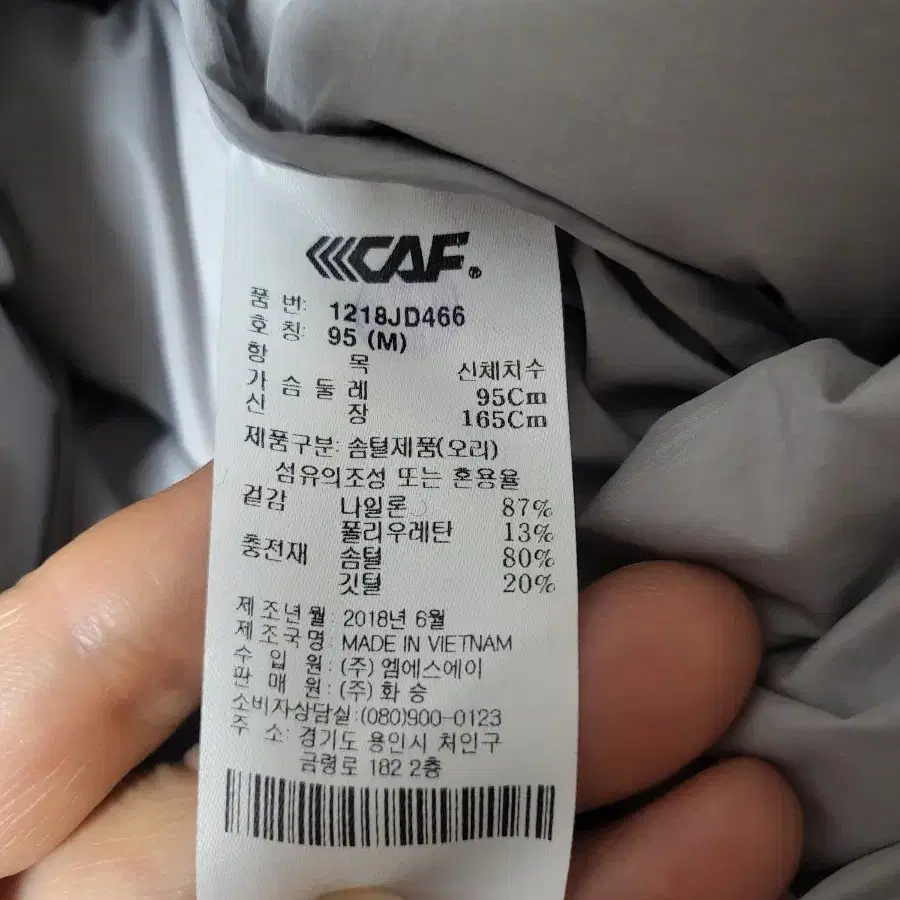 CAF®
품 번: 1218JD466
호 칭: 95 (M)
항 목 신체치수
가 슴 둘 레 95Cm
신 장 165Cm
제품구분: 솜털제품(오리)
섬유의조성 또는 혼용율
겉감 나일론 87%
폴리우레탄 13%
충전재 솜털 80%
깃털 20%
제 조 년 월 : 2018년 6월
제 조 국 명 : MADE IN VIETNAM
수 입 원 : (주) 엠에스에이
판 매 원 : (주) 화 승
소비자상담실:(080)900-0123
주 소: 경기도 용인시 처인구
금령로 182 2층